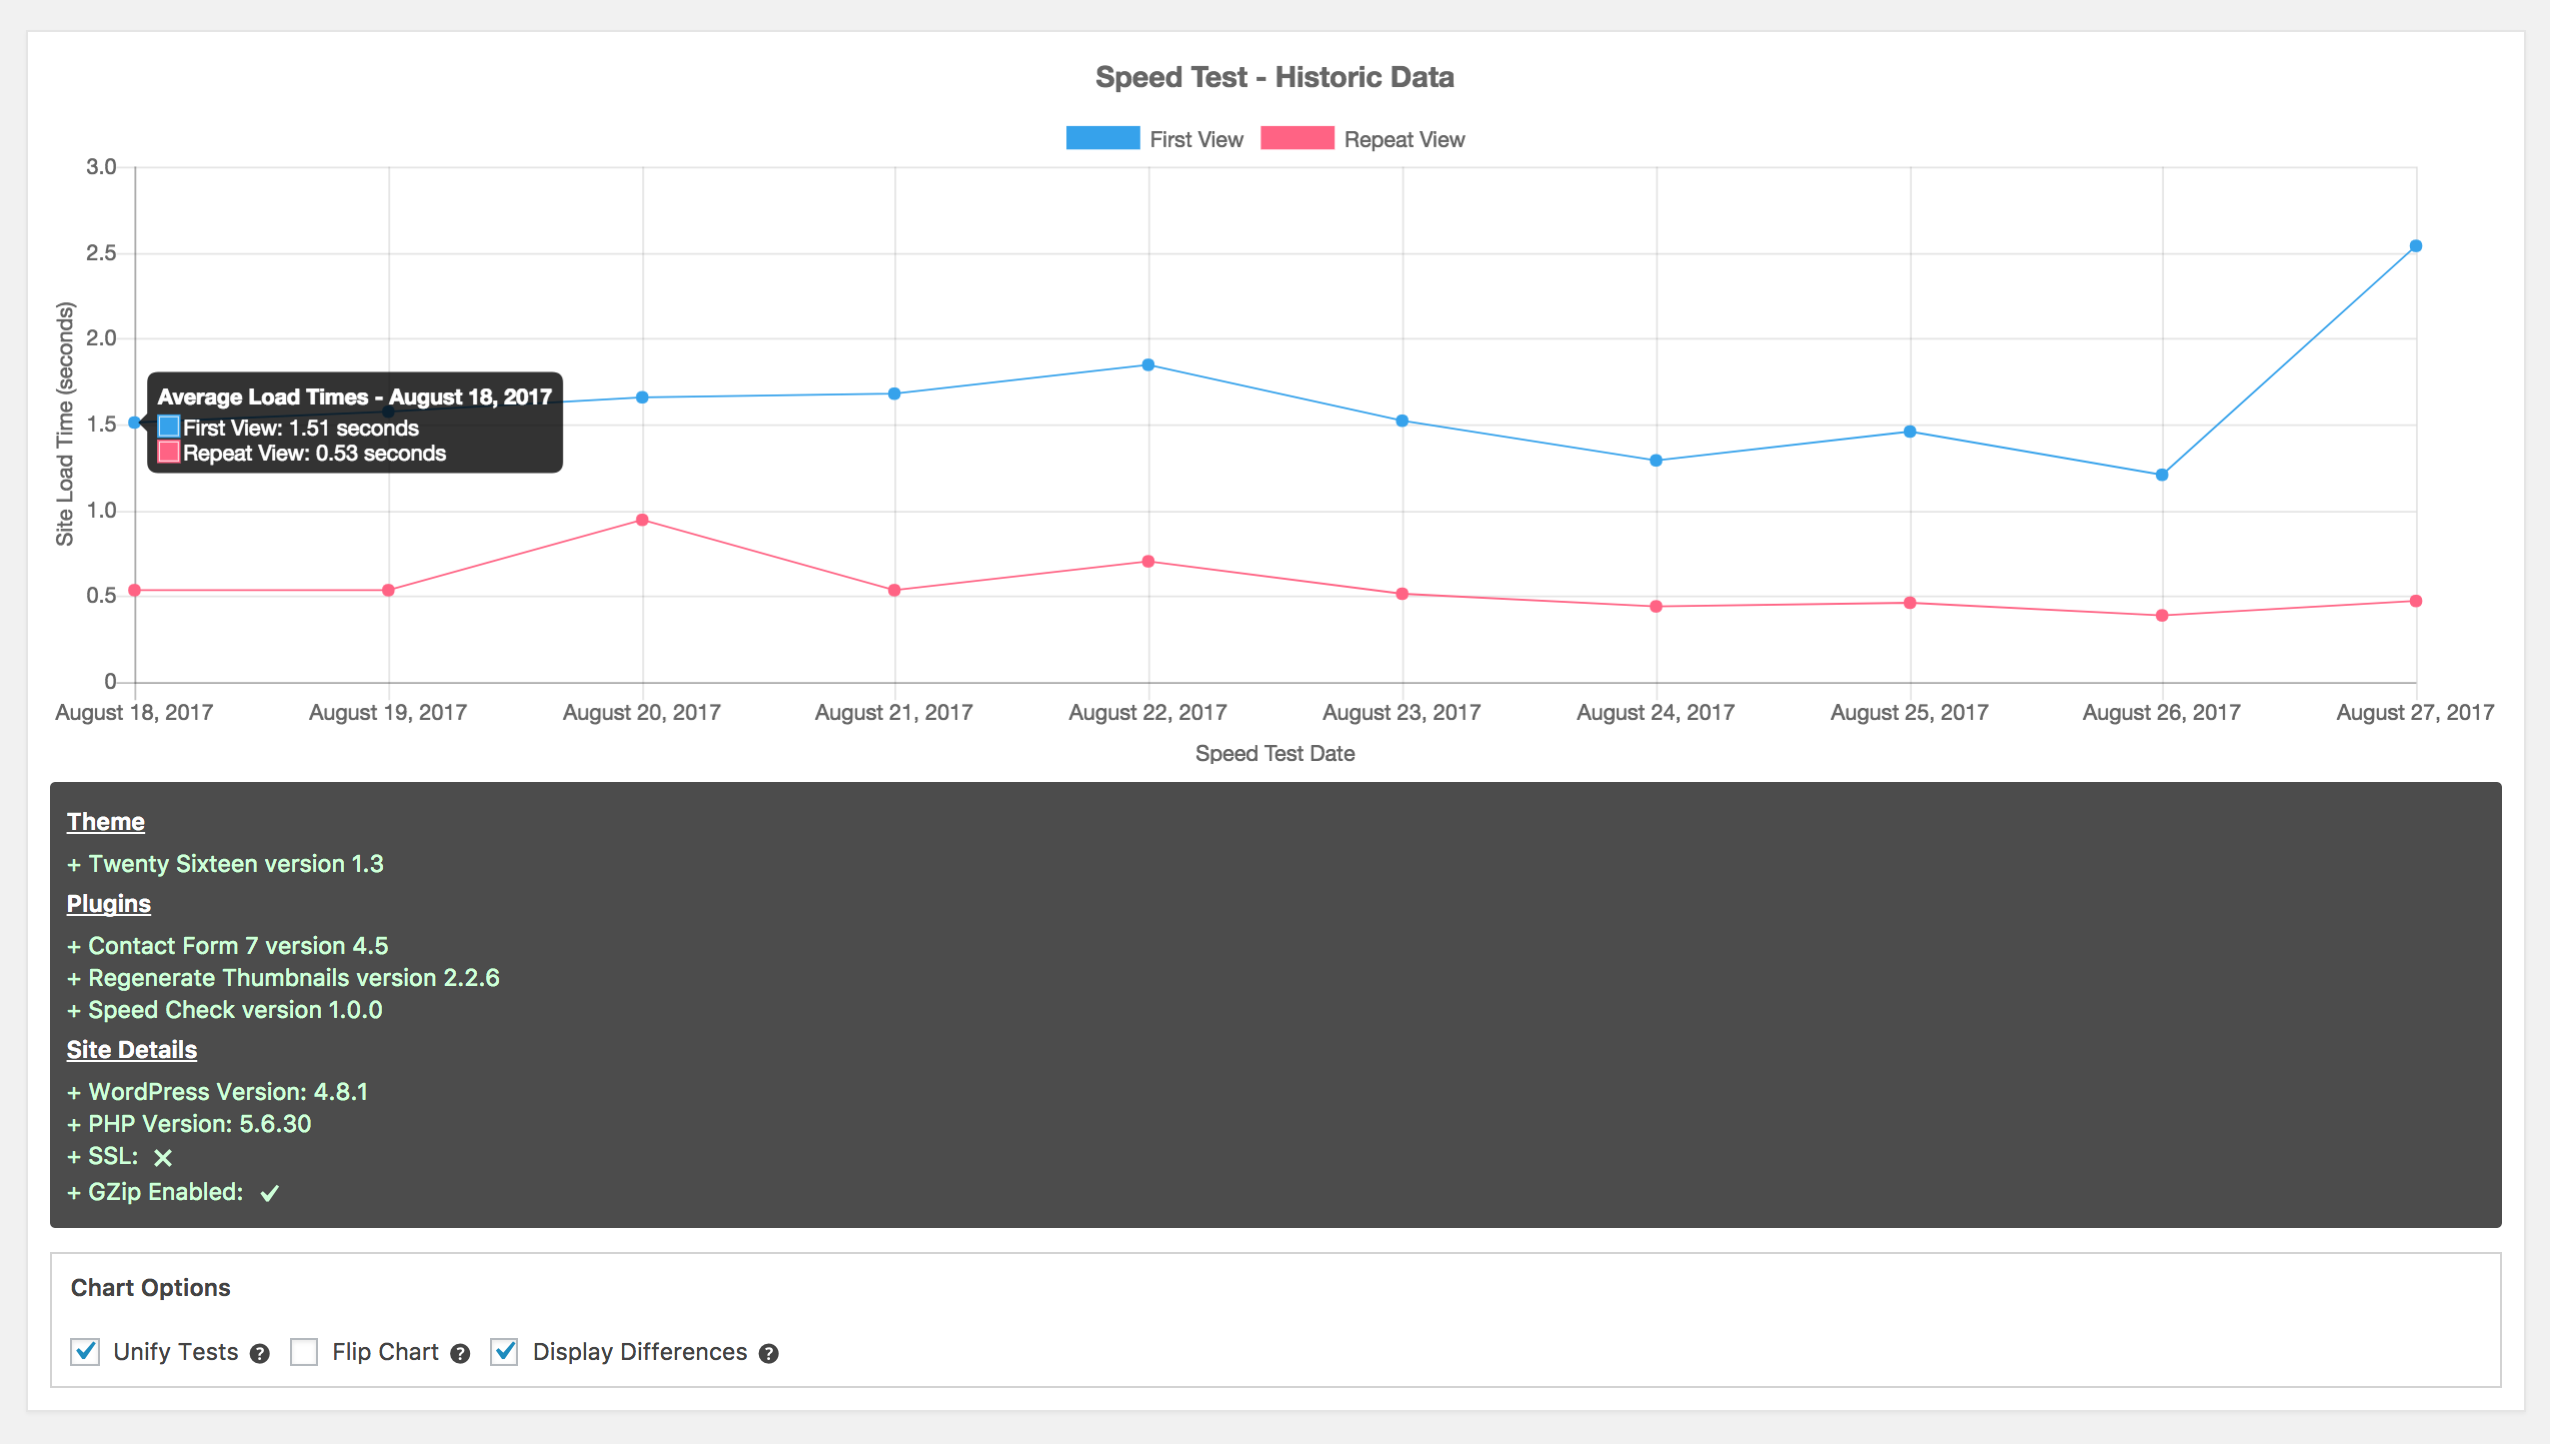 Speed Test - Historic Data
First View Repeat View
3.0
2.5
2.0
1.5
1.0
0.5
0
Site Load Time (seconds)
Average Load Times - August 18, 2017
First View: 1.51 seconds
Repeat View: 0.53 seconds
August 18, 2017 August 19, 2017 August 20, 2017 August 21, 2017 August 22, 2017 August 23, 2017 August 24, 2017 August 25, 2017 August 26, 2017 August 27, 2017
Speed Test Date
Theme
+ Twenty Sixteen version 1.3
Plugins
+ Contact Form 7 version 4.5
+ Regenerate Thumbnails version 2.2.6
+ Speed Check version 1.0.0
Site Details
+ WordPress Version: 4.8.1
+ PHP Version: 5.6.30
+ SSL: ✕
+ GZip Enabled: ✓
Chart Options
Unify Tests ? Flip Chart ? Display Differences ?